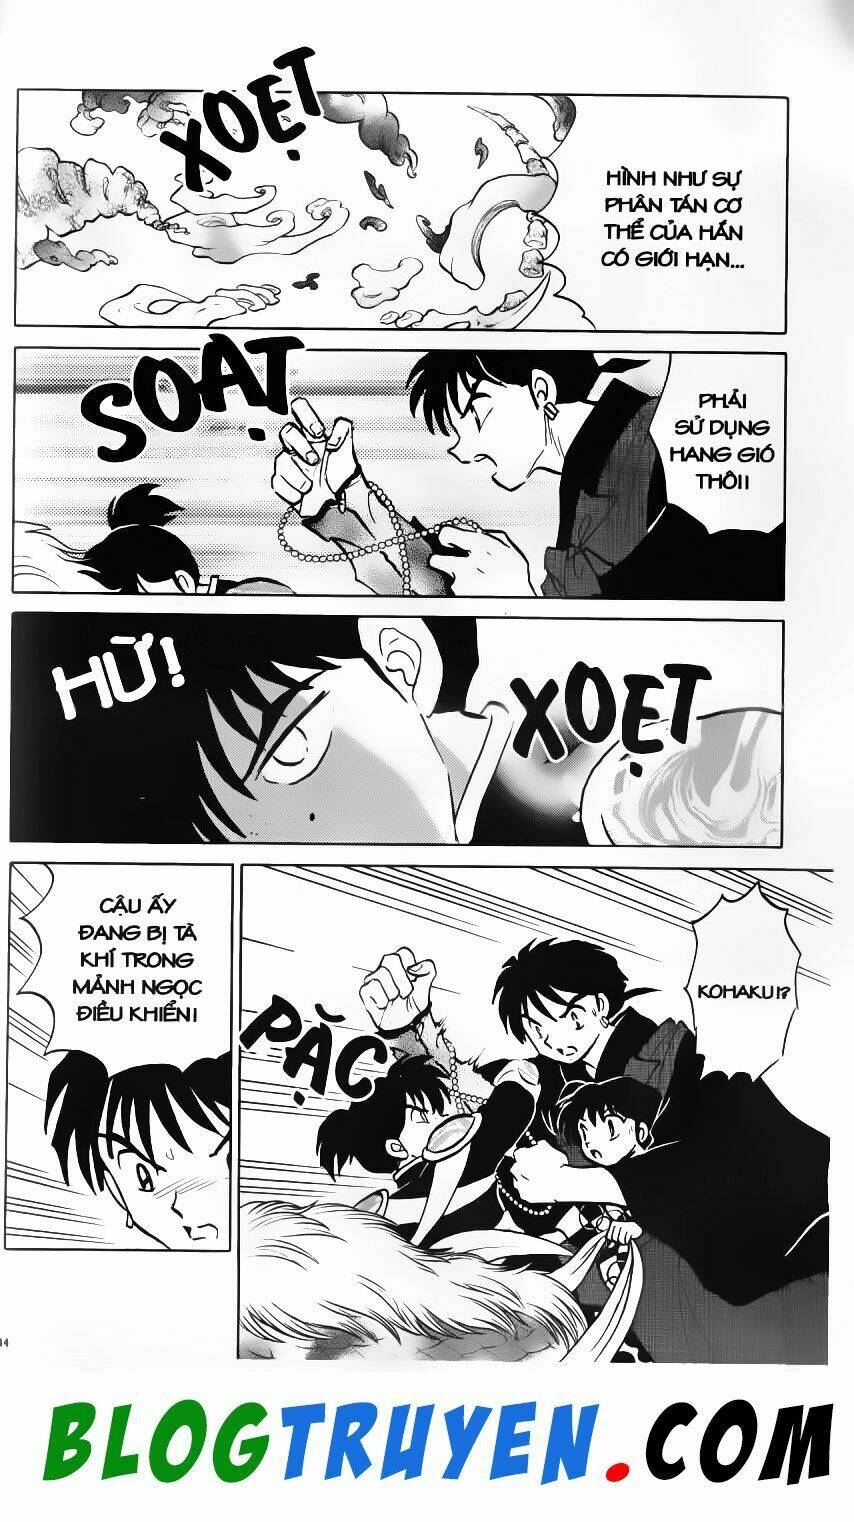 XOẸT
HÌNH NHƯ SỰ
PHÂN TÁN CƠ
THỂ CỦA HẮN
CÓ GIỚI HẠN...
SOẠT
PHẢI
SỬ DỤNG
HANG GIÓ
THÔI!
HỪ!
XOẸT
CẬU ẤY
ĐANG BỊ TÀ
KHÍ TRONG
MẢNH NGỌC
ĐIỀU KHIỂN!
PẶC
KOHAKU!?
14
BLOGTRUYEN.COM